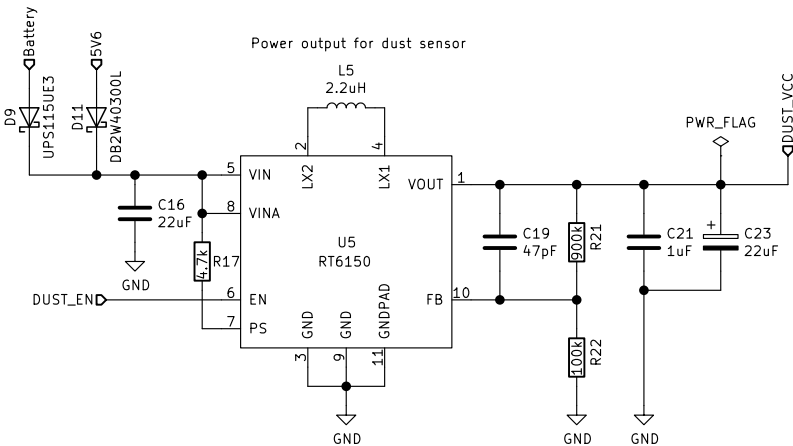 Battery
5V6
Power output for dust sensor
L5
2.2uH
D9
UPS115UE3
D11
DB2W40300L
DUST_VCC
PWR_FLAG
2
4
LX2
LX1
5
VIN
VOUT
1
8
VINA
C16
22uF
GND
R17
4.7k
U5
RT6150
C19
47pF
900k
R21
C21
1uF
+
C23
22uF
DUST_EN
6
EN
FB
10
7
PS
GND
GND
GNDPAD
3
9
11
100k
R22
GND
GND
GND